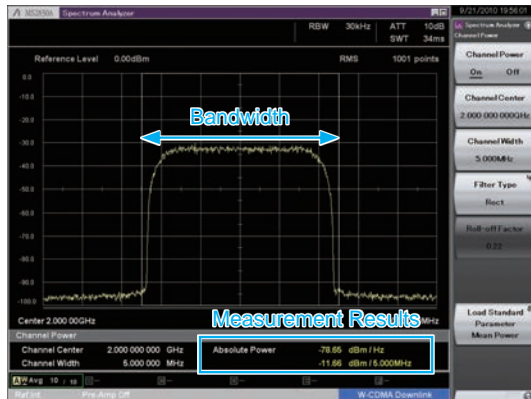 MS2830A Spectrum Analyzer
9/21/2010 19:56:01
RBW 30kHz ATT 10dB
SWT 34ms
Spectrum Analyzer
Channel Power
Reference Level 0.00dBm RMS 1001 points
Channel Power
On Off
0.0
-10.0
-20.0
-30.0
-40.0
-50.0
-60.0
-70.0
-80.0
-90.0
-100.0
Bandwidth
Channel Center
2.000 000 000GHz
Channel Width
5.000MHz
Filter Type
Rect
Roll-off Factor
0.22
Load Standard
Parameter
Mean Power
Measurement Results
Center 2.000 00GHz
MHz
Channel Power
Channel Center 2.000 000 000 GHz Absolute Power -78.65 dBm / Hz
Channel Width 5.000 000 MHz -11.66 dBm / 5.000MHz
AWAvg 10 / 10
Ref.Int Pre-Amp Off W-CDMA Downlink